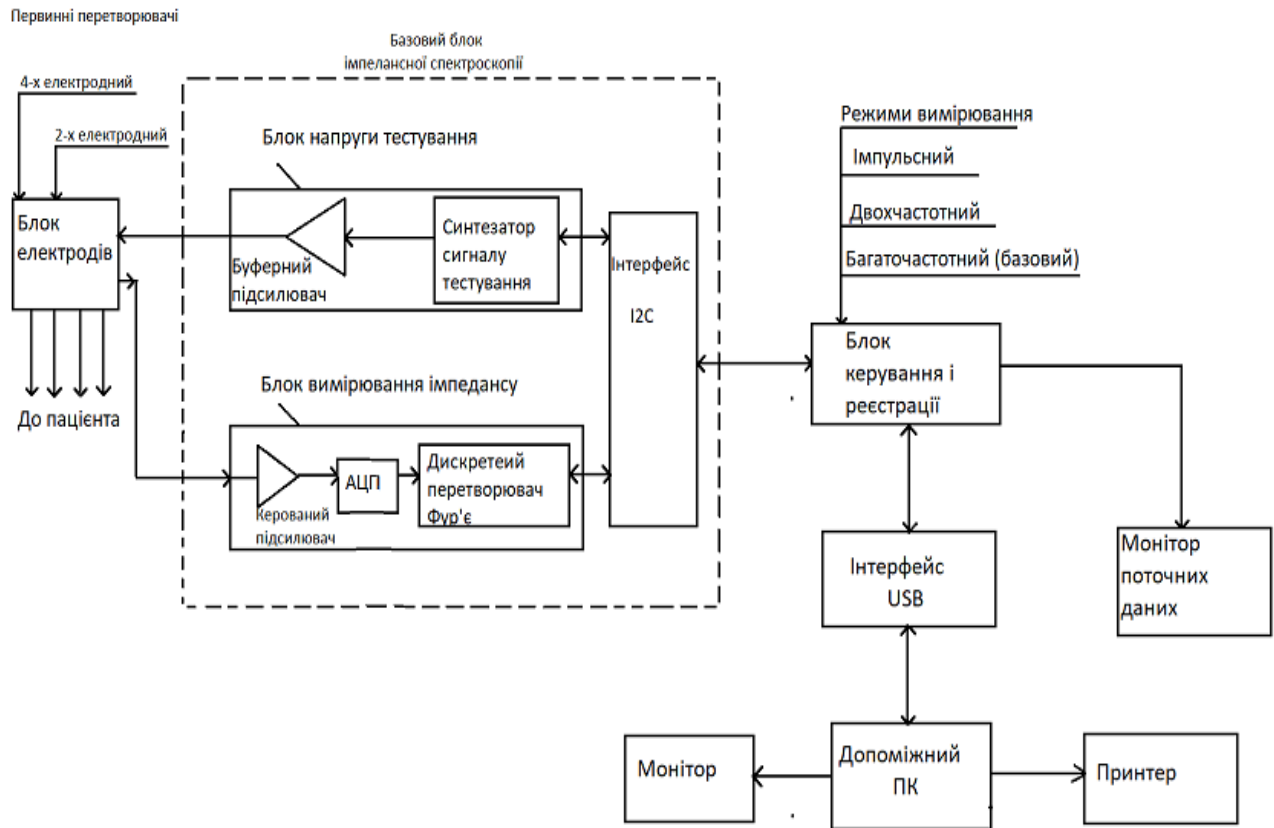 Первинні перетворювачі
Базовий блок
імпелансної спектроскопії
4-х електродний
2-х електродний
Блок
електродів
До пацієнта
Блок напруги тестування
Буферний
підсилювач
Синтезатор
сигналу
тестування
Інтерфейс
I2C
Блок вимірювання імпедансу
Керований
підсилювач
АЦП
Дискретеий
перетворювач
Фур'є
Режими вимірювання
Імпульсний
Двохчастотний
Багаточастотний (базовий)
Блок
керування і
реєстрації
Інтерфейс
USB
Монітор
поточних
даних
Монітор
Допоміжний
ПК
Принтер